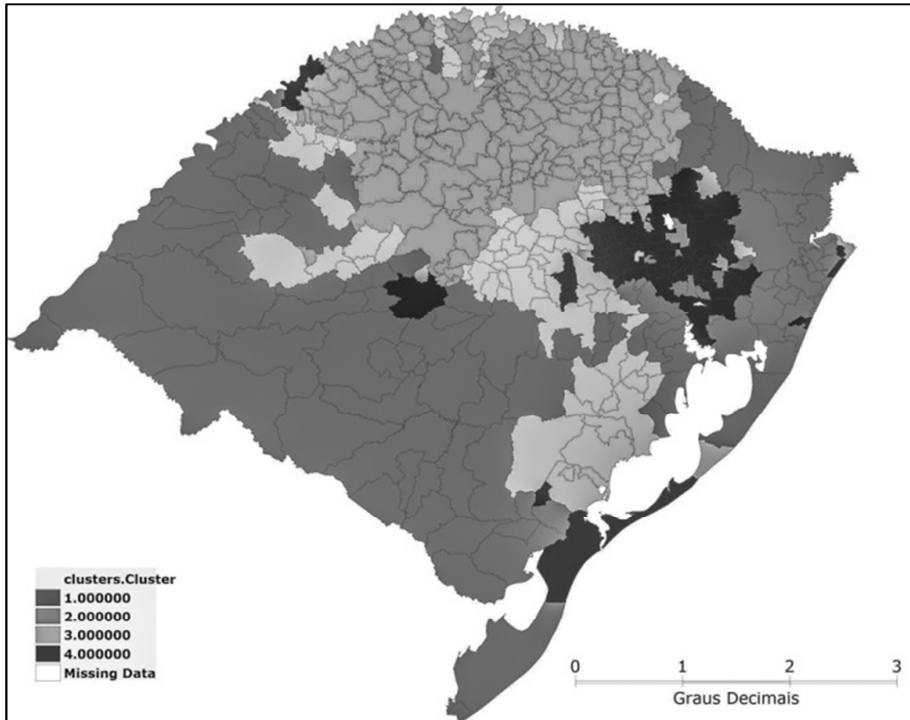 clusters.Cluster
1.000000
2.000000
3.000000
4.000000
Missing Data
0 1 2 3
Graus Decimais